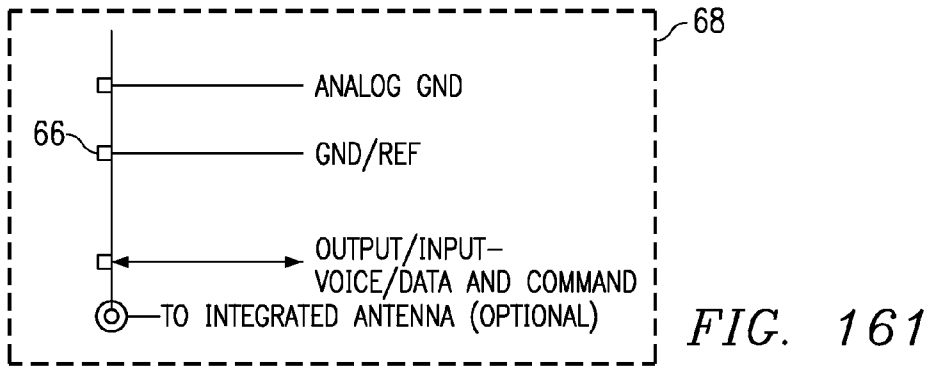 68
ANALOG GND
66
GND/REF
OUTPUT/INPUT-
VOICE/DATA AND COMMAND
TO INTEGRATED ANTENNA (OPTIONAL)
FIG. 161